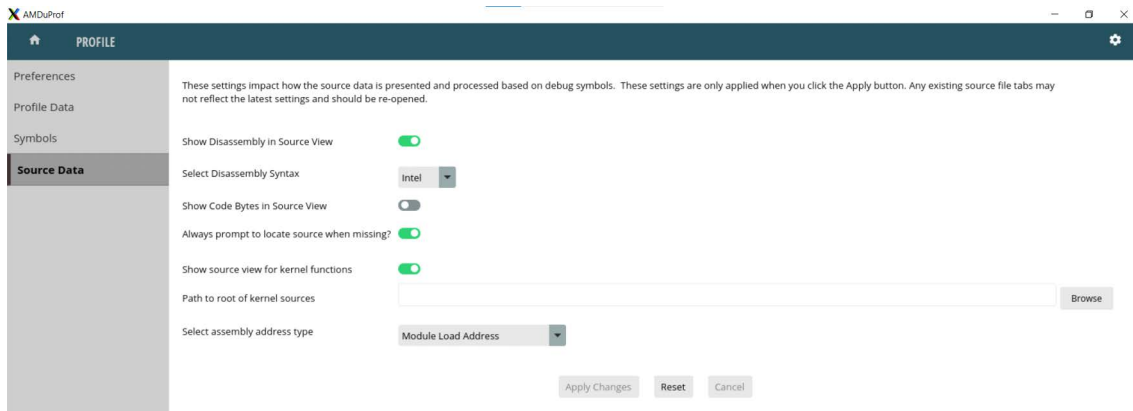 AMDuProf
PROFILE
Preferences
Profile Data
Symbols
Source Data
These settings impact how the source data is presented and processed based on debug symbols. These settings are only applied when you click the Apply button. Any existing source file tabs may
not reflect the latest settings and should be re-opened.
Show Disassembly in Source View
Select Disassembly Syntax
Intel
Show Code Bytes in Source View
Always prompt to locate source when missing?
Show source view for kernel functions
Path to root of kernel sources
Browse
Select assembly address type
Module Load Address
Apply Changes
Reset
Cancel